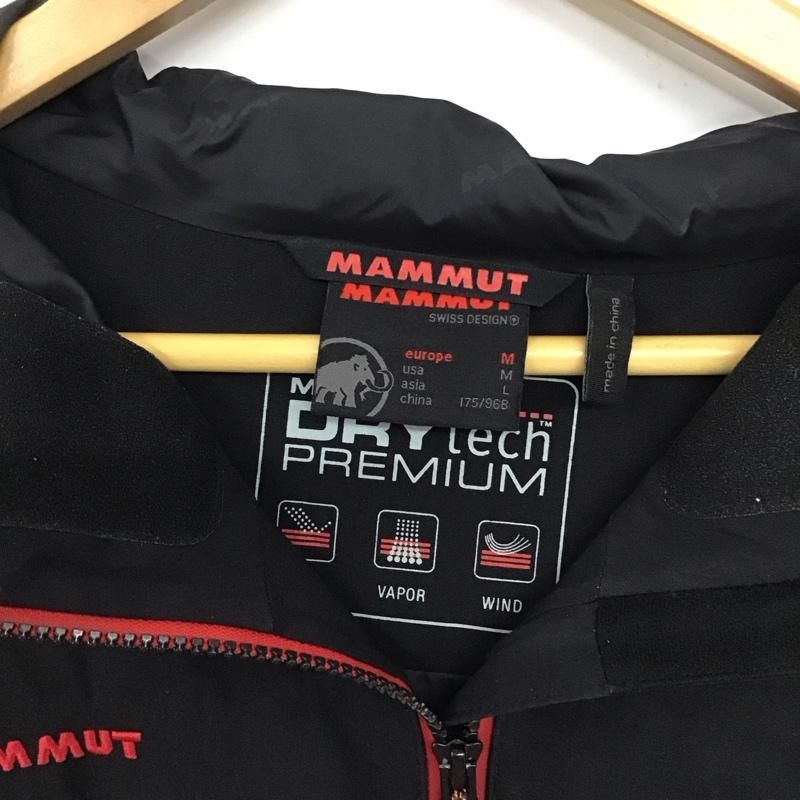 MAMMUT
MAMMUT
SWISS DESIGN®
europe M
usa M
asia L
china 175/96B
made in china
DRYtech™
PREMIUM
VAPOR
WIND
MMUT